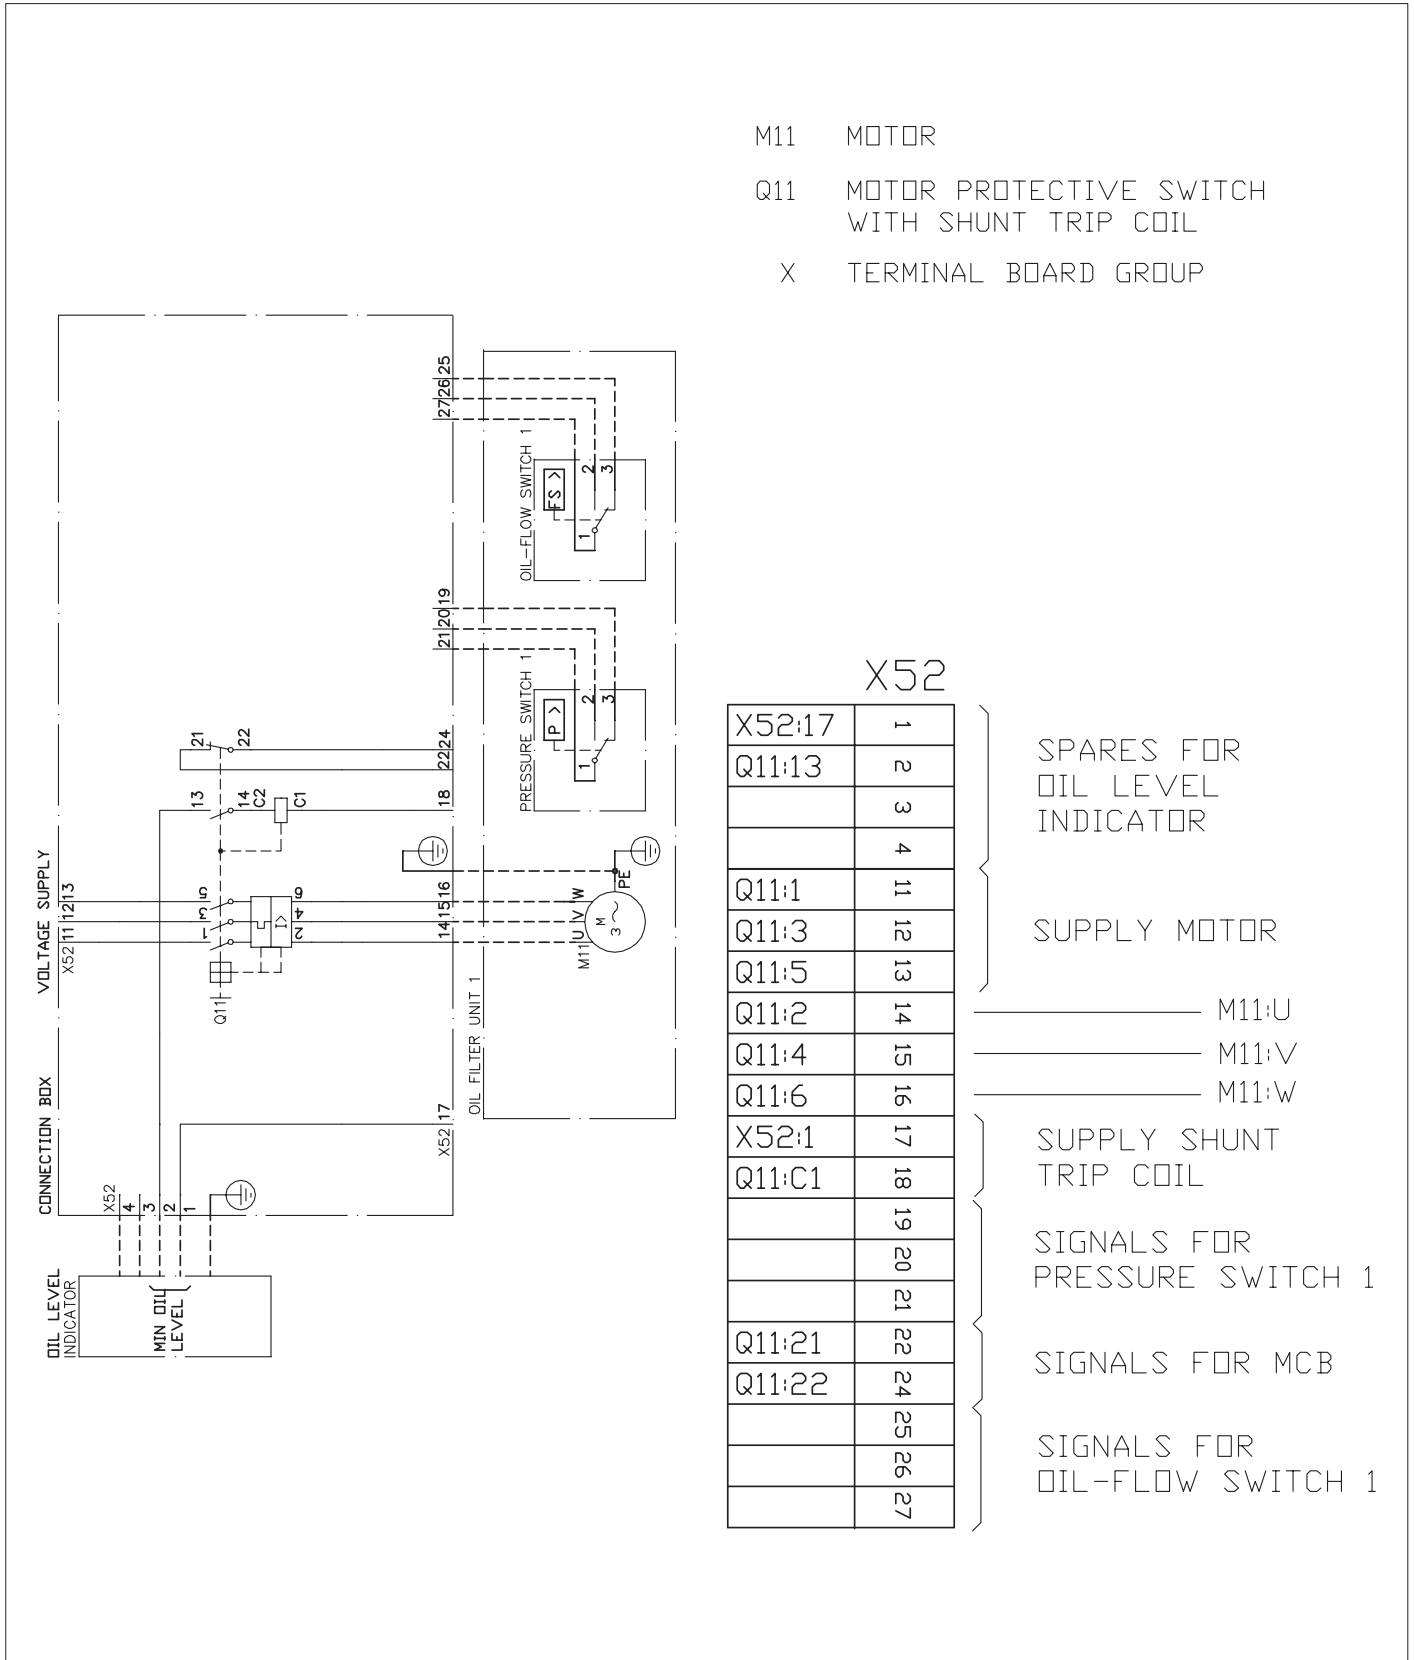 M11 MOTOR
Q11 MOTOR PROTECTIVE SWITCH
WITH SHUNT TRIP COIL
X TERMINAL BOARD GROUP
CONNECTION BOX
VOLTAGE SUPPLY
X52 11 12 13
Q11
1 3 5
I>
2 4 6
13 14
C2 C1
21 22
X52 17
14 15 16
18
22 24
21 20 19
27 26 25
OIL FILTER UNIT 1
M11 U V W
M
3~
PE
PRESSURE SWITCH 1
P >
1 2 3
OIL-FLOW SWITCH 1
FS >
1 2 3
X52
4 3 2 1
OIL LEVEL
INDICATOR
MIN OIL
LEVEL
X52
X52:17 1
Q11:13 2
3
4
SPARES FOR
OIL LEVEL
INDICATOR
Q11:1 11
Q11:3 12
Q11:5 13
SUPPLY MOTOR
Q11:2 14 M11:U
Q11:4 15 M11:V
Q11:6 16 M11:W
X52:1 17
Q11:C1 18
SUPPLY SHUNT
TRIP COIL
19
20
21
SIGNALS FOR
PRESSURE SWITCH 1
Q11:21 22
Q11:22 24
SIGNALS FOR MCB
25
26
27
SIGNALS FOR
OIL-FLOW SWITCH 1